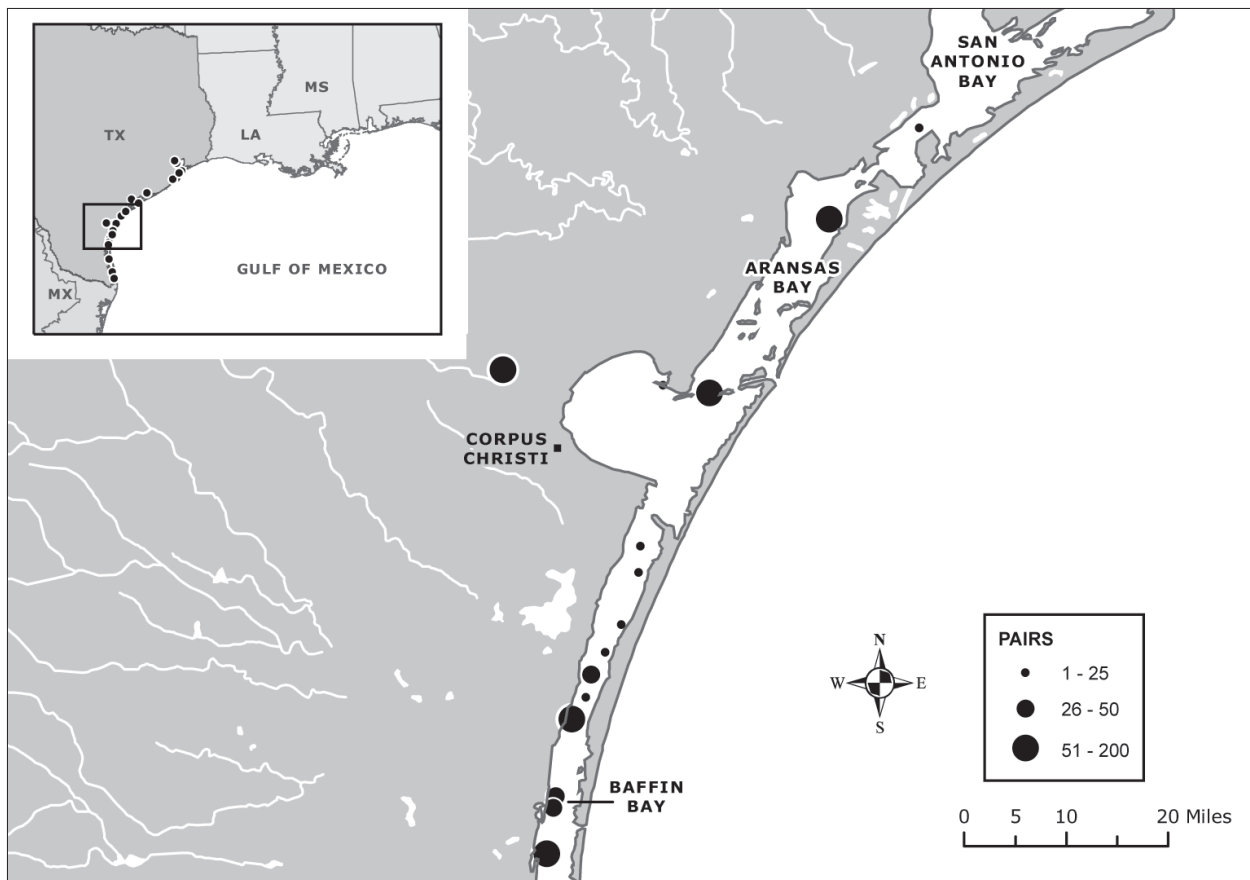 TX
LA
MS
MX
GULF OF MEXICO
SAN
ANTONIO
BAY
ARANSAS
BAY
CORPUS
CHRISTI
BAFFIN
BAY
N
W E
S
PAIRS
1 - 25
26 - 50
51 - 200
0 5 10 20 Miles